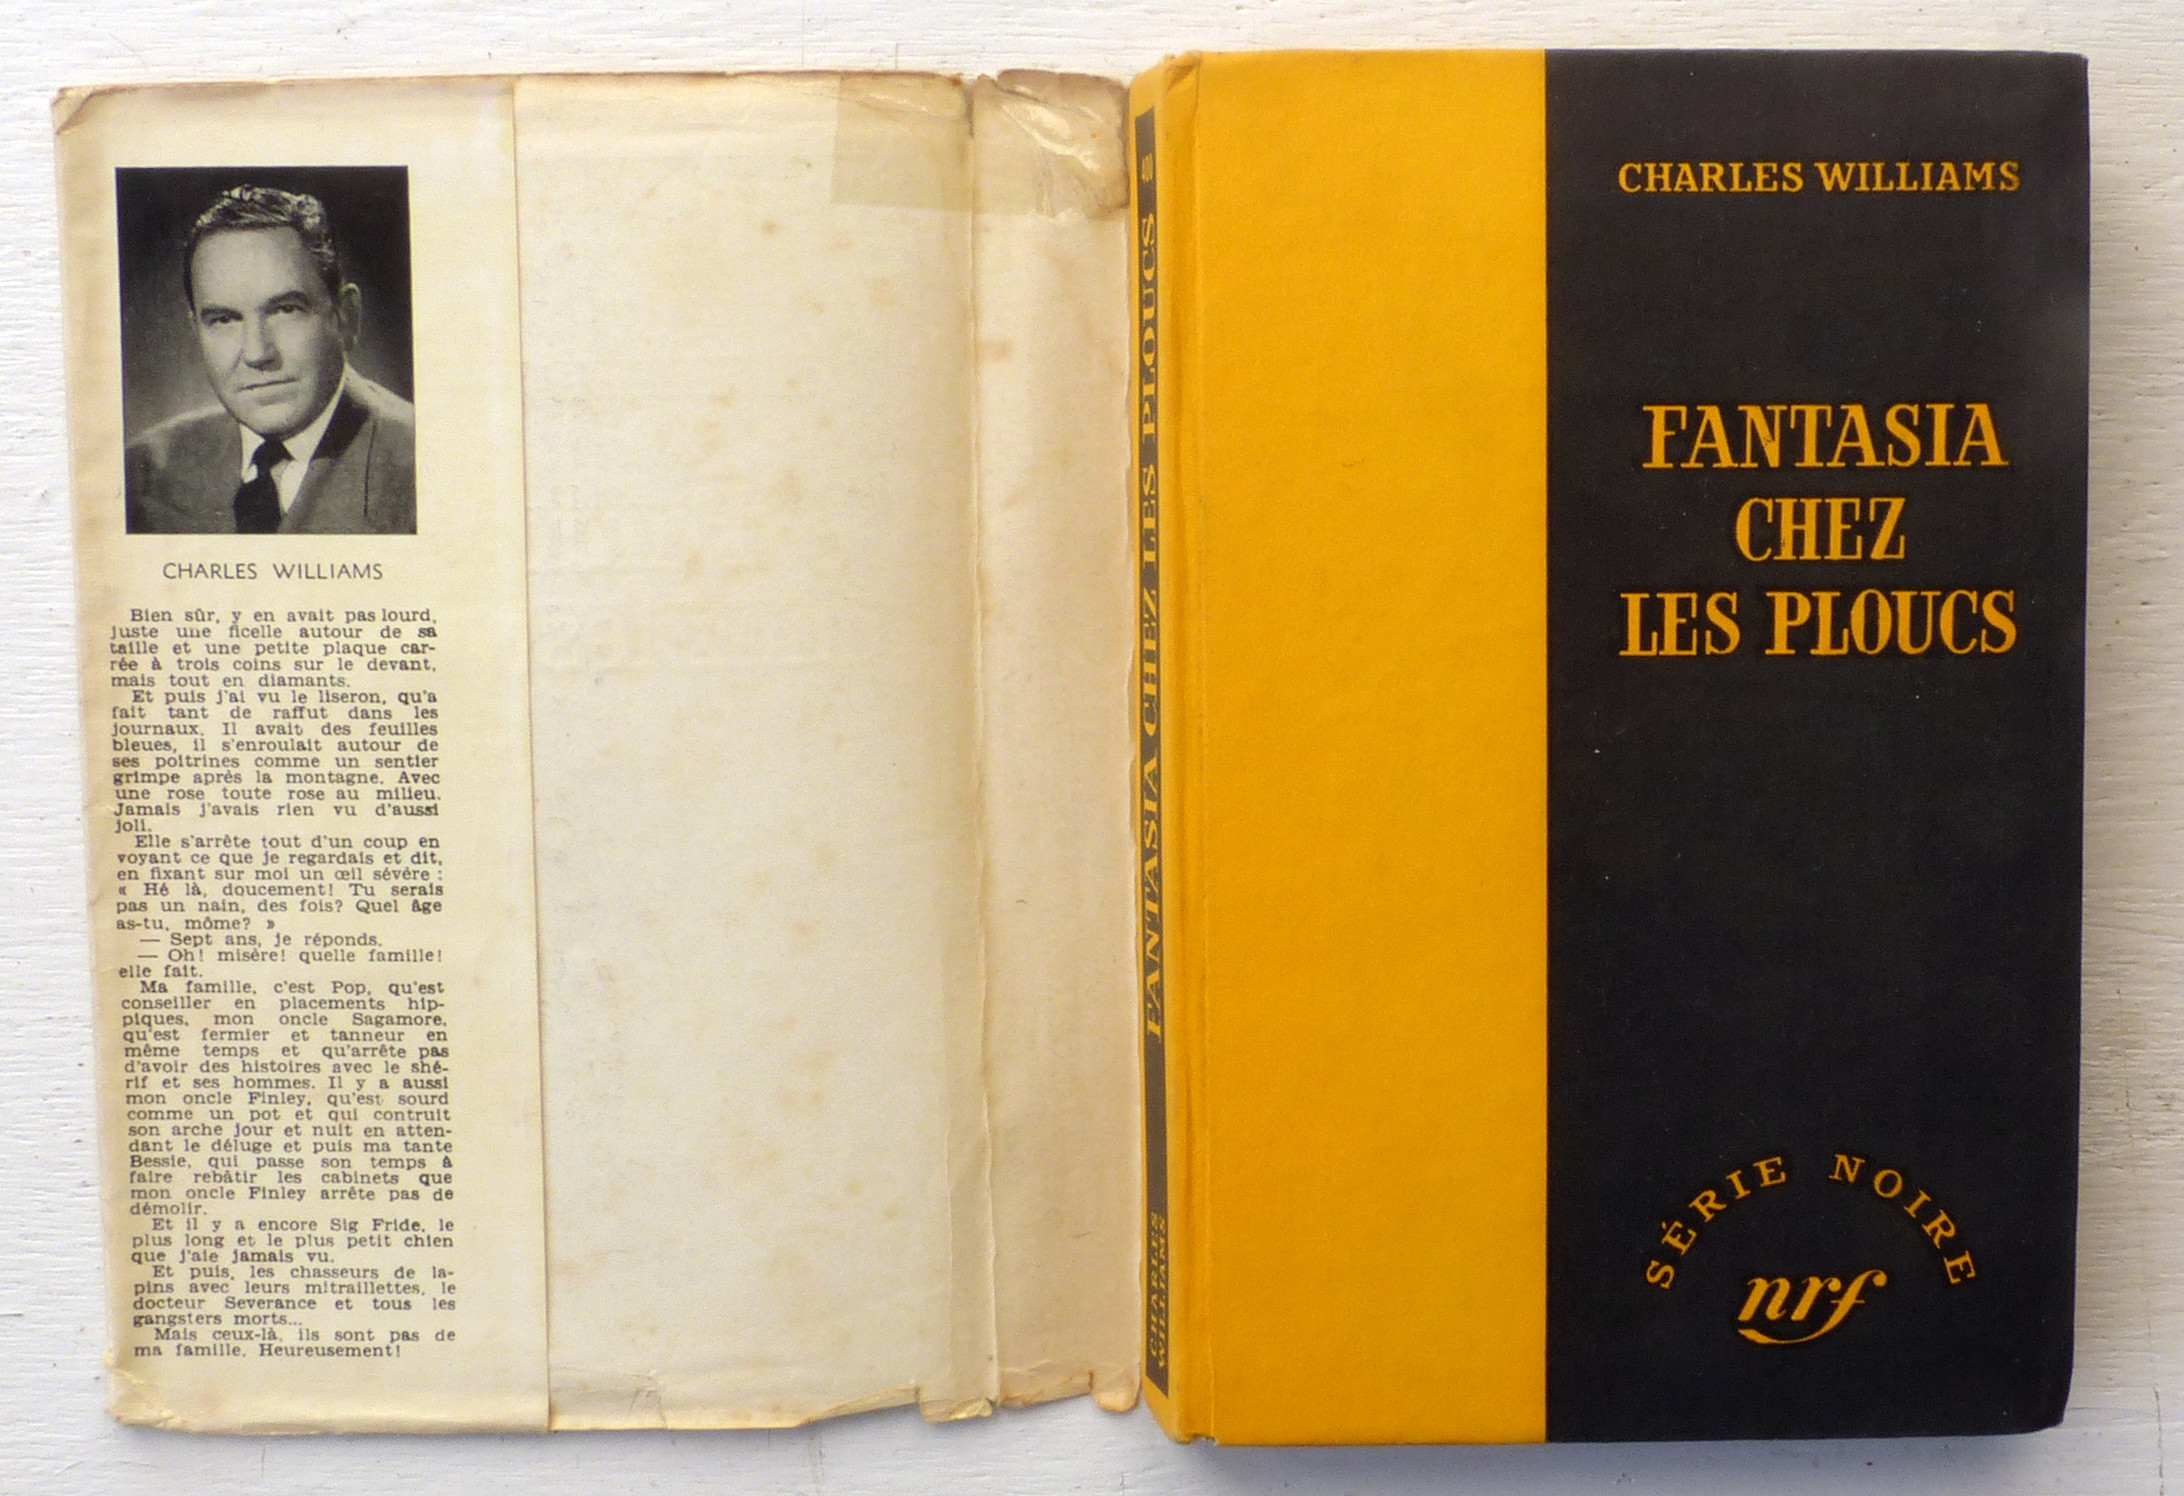 CHARLES WILLIAMS
Bien sûr, y en avait pas lourd,
juste une ficelle autour de sa
taille et une petite plaque car-
rée à trois coins sur le devant,
mais tout en diamants.
Et puis j'ai vu le liseron, qu'a
fait tant de raffut dans les
journaux. Il avait des feuilles
bleues, il s'enroulait autour de
ses poitrines comme un sentier
grimpe après la montagne. Avec
une rose toute rose au milieu.
Jamais j'avais rien vu d'aussi
joli.
Elle s'arrête tout d'un coup en
voyant ce que je regardais et dit,
en fixant sur moi un œil sévère :
« Hé là, doucement! Tu serais
pas un nain, des fois? Quel âge
as-tu, môme? »
— Sept ans, je réponds.
— Oh! misère! quelle famille!
elle fait.
Ma famille, c'est Pop, qu'est
conseiller en placements hip-
piques, mon oncle Sagamore,
qu'est fermier et tanneur en
même temps et qu'arrête pas
d'avoir des histoires avec le shé-
rif et ses hommes. Il y a aussi
mon oncle Finley, qu'est sourd
comme un pot et qui contruit
son arche jour et nuit en atten-
dant le déluge et puis ma tante
Bessie, qui passe son temps à
faire rebâtir les cabinets que
mon oncle Finley arrête pas de
démolir.
Et il y a encore Sig Fride, le
plus long et le plus petit chien
que j'aie jamais vu.
Et puis, les chasseurs de la-
pins avec leurs mitraillettes, le
docteur Severance et tous les
gangsters morts...
Mais ceux-là, ils sont pas de
ma famille. Heureusement!
CHARLES
WILLIAMS
FANTASIA CHEZ LES PLOUCS
400
CHARLES WILLIAMS
FANTASIA
CHEZ
LES PLOUCS
SÉRIE NOIRE
nrf